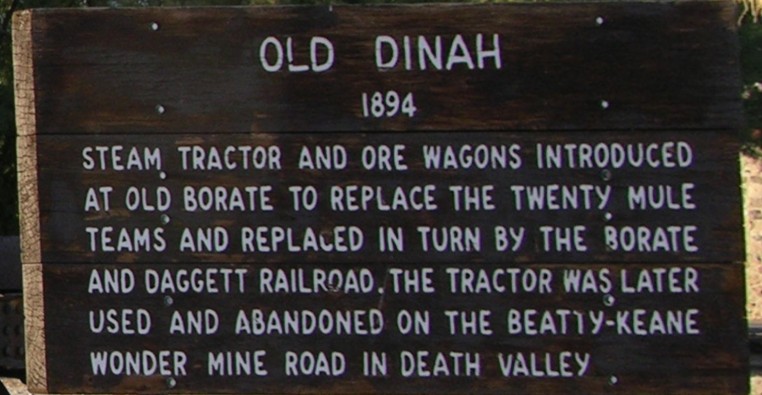 OLD DINAH
1894
STEAM TRACTOR AND ORE WAGONS INTRODUCED
AT OLD BORATE TO REPLACE THE TWENTY MULE
TEAMS AND REPLACED IN TURN BY THE BORATE
AND DAGGETT RAILROAD. THE TRACTOR WAS LATER
USED AND ABANDONED ON THE BEATTY-KEANE
WONDER MINE ROAD IN DEATH VALLEY